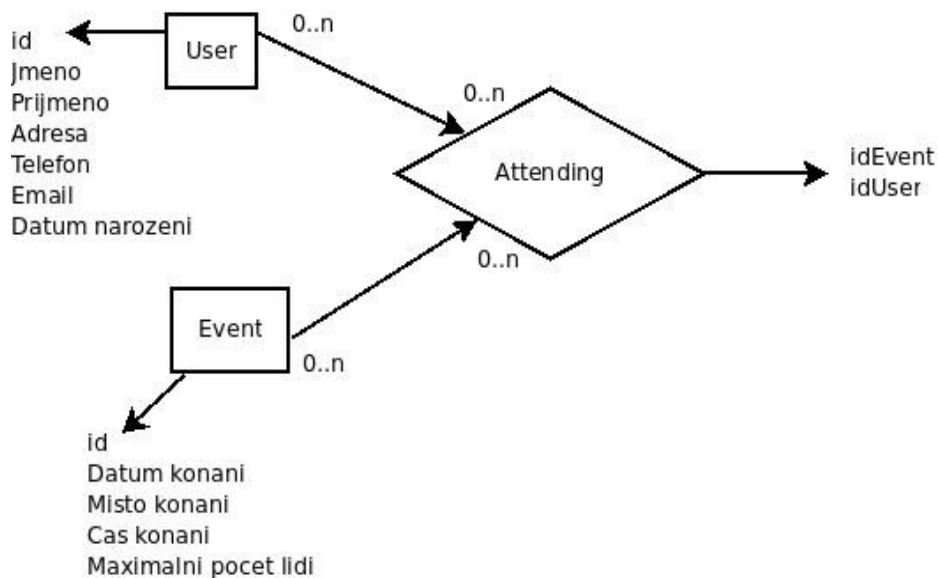 0..n
User
id
Jmeno
Prijmeno
Adresa
Telefon
Email
Datum narozeni
0..n
Attending
idEvent
idUser
0..n
Event
0..n
id
Datum konani
Misto konani
Cas konani
Maximalni pocet lidi